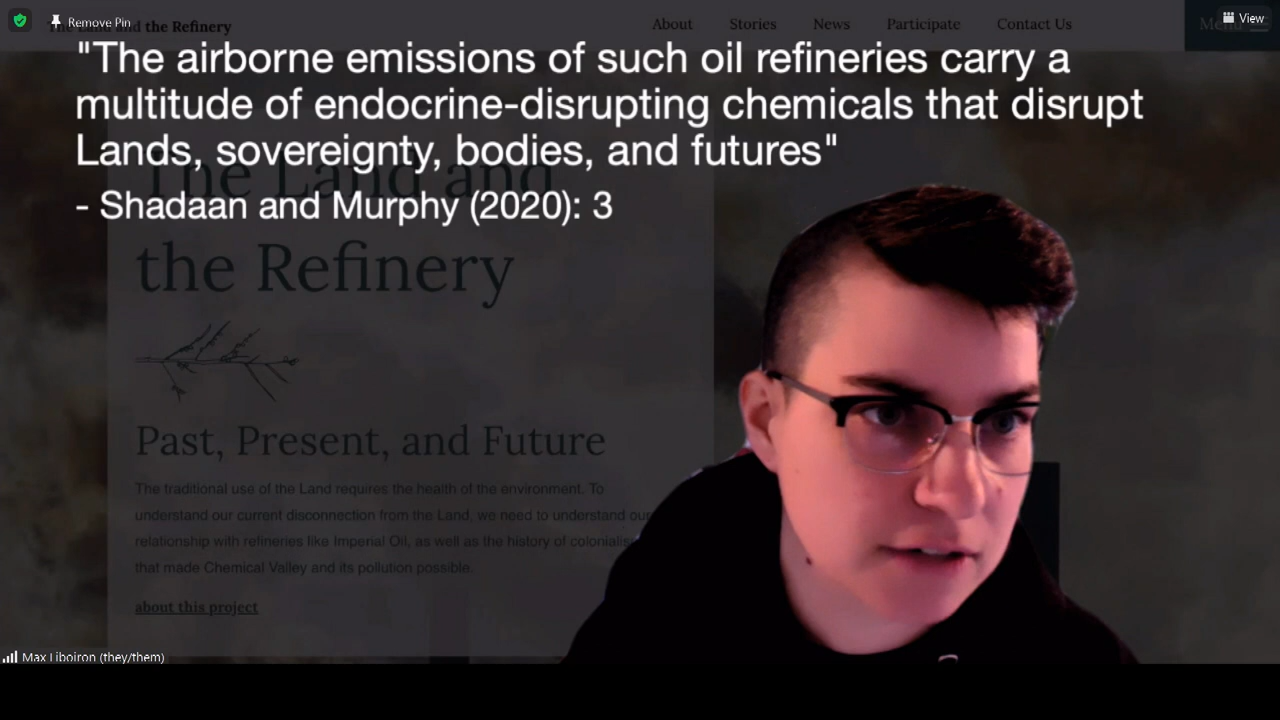 Remove Pin
The Land and the Refinery
About
Stories
News
Participate
Contact Us
Menu
View
"The airborne emissions of such oil refineries carry a
multitude of endocrine-disrupting chemicals that disrupt
Lands, sovereignty, bodies, and futures"
- Shadaan and Murphy (2020): 3
The Land and
the Refinery
Past, Present, and Future
The traditional use of the Land requires the health of the environment. To
understand our current disconnection from the Land, we need to understand our
relationship with refineries like Imperial Oil, as well as the history of
that made Chemical Valley and its pollution possible.
about this project
Max Liboiron (they/them)